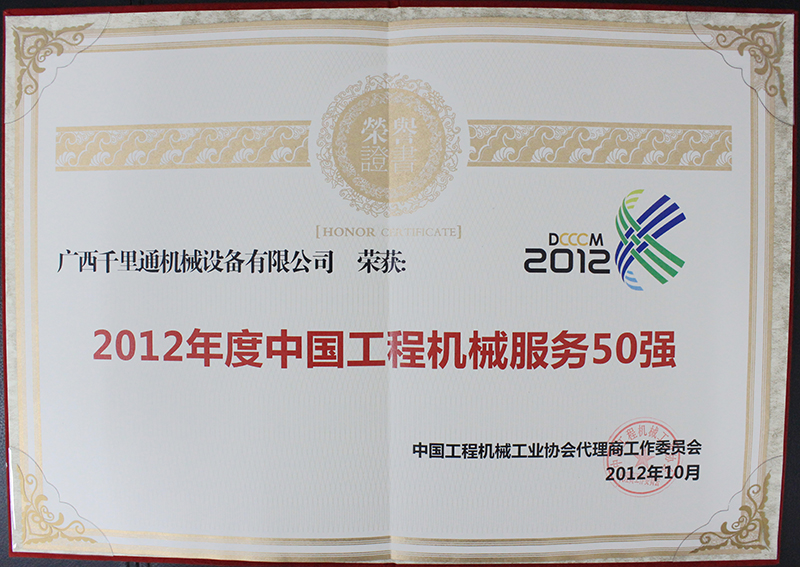 榮譽
證書
[HONOR CERTIFICATE]
广西千里通机械设备有限公司 荣获:
DCCCM
2012
2012年度中国工程机械服务50强
中国工程机械工业协会代理商工作委员会
2012年10月